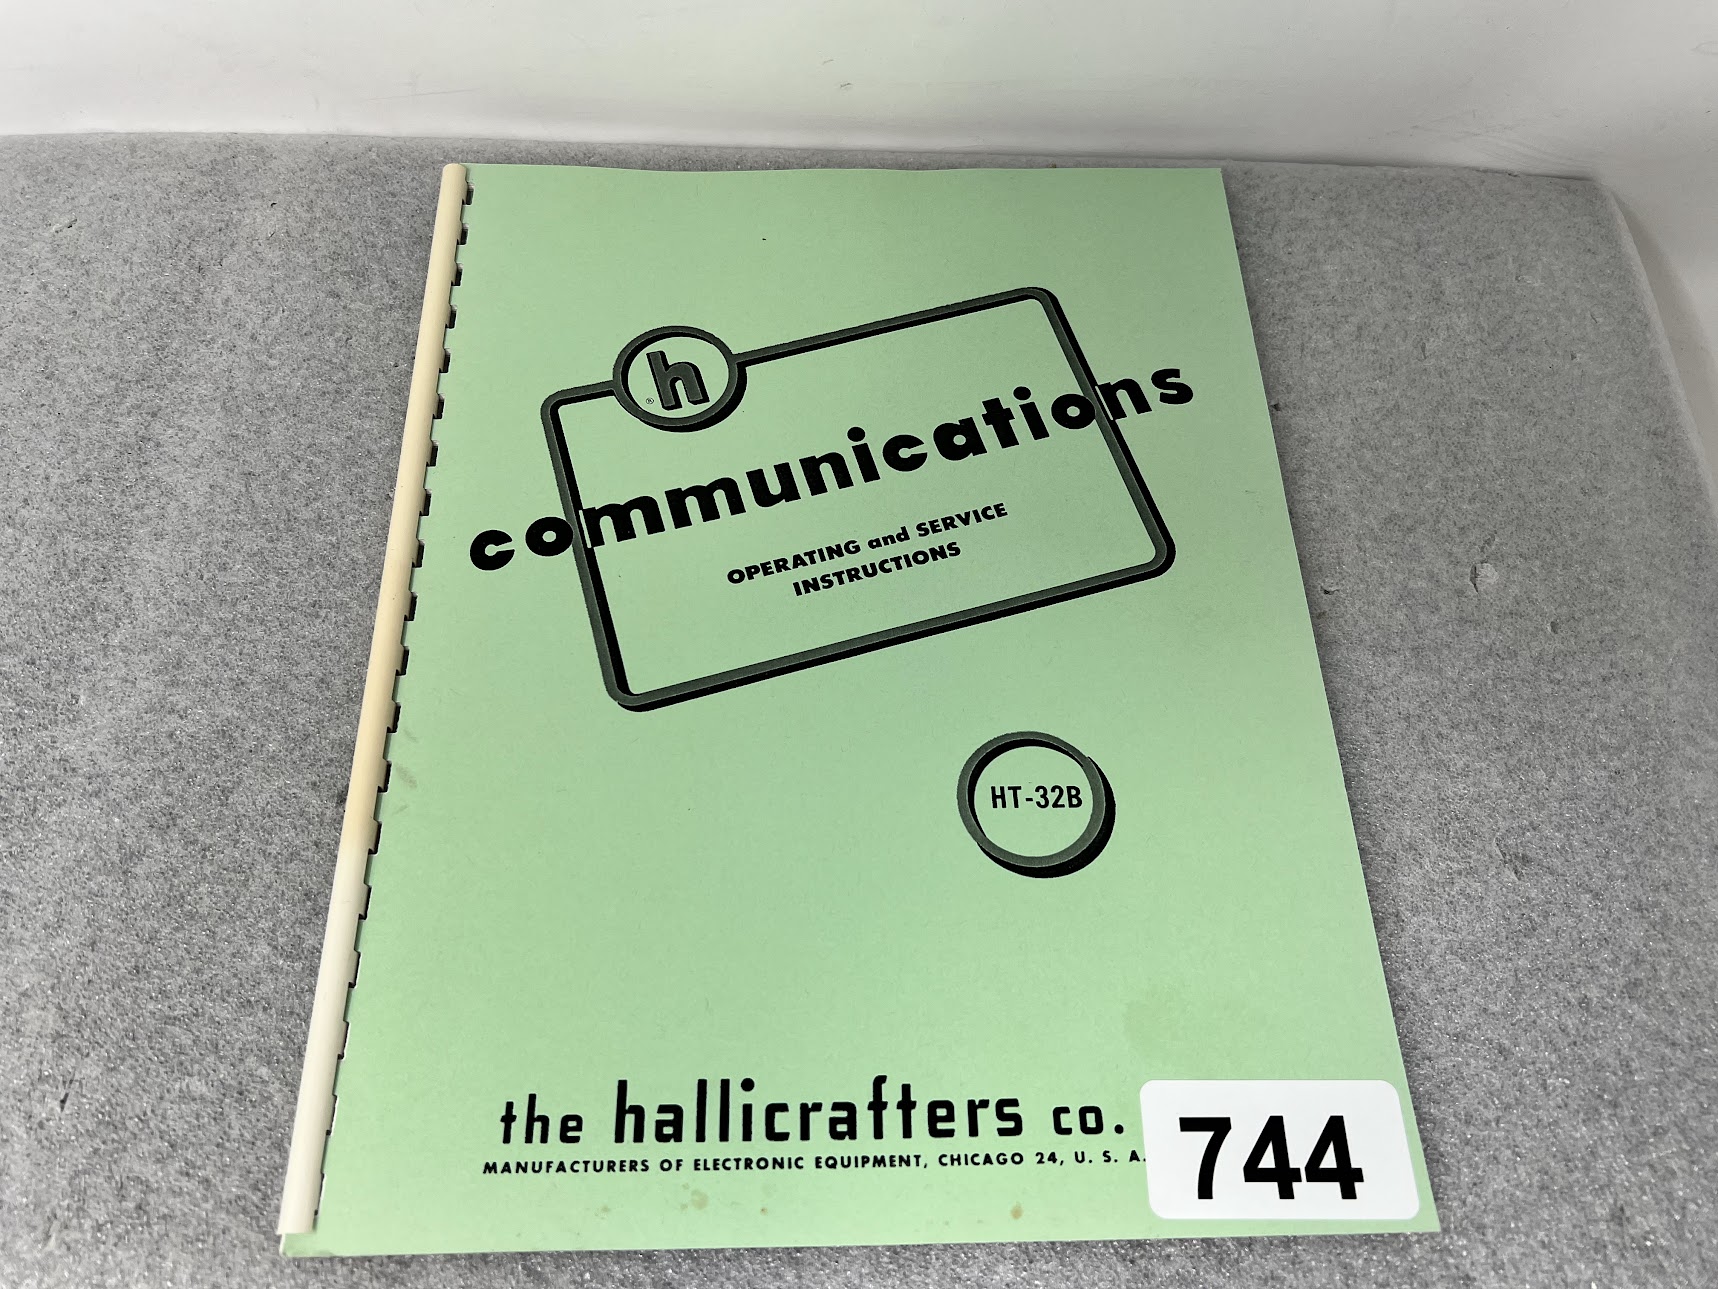 h
®
communications
OPERATING and SERVICE
INSTRUCTIONS
HT-32B
the hallicrafters co.
MANUFACTURERS OF ELECTRONIC EQUIPMENT, CHICAGO 24, U. S. A.
744